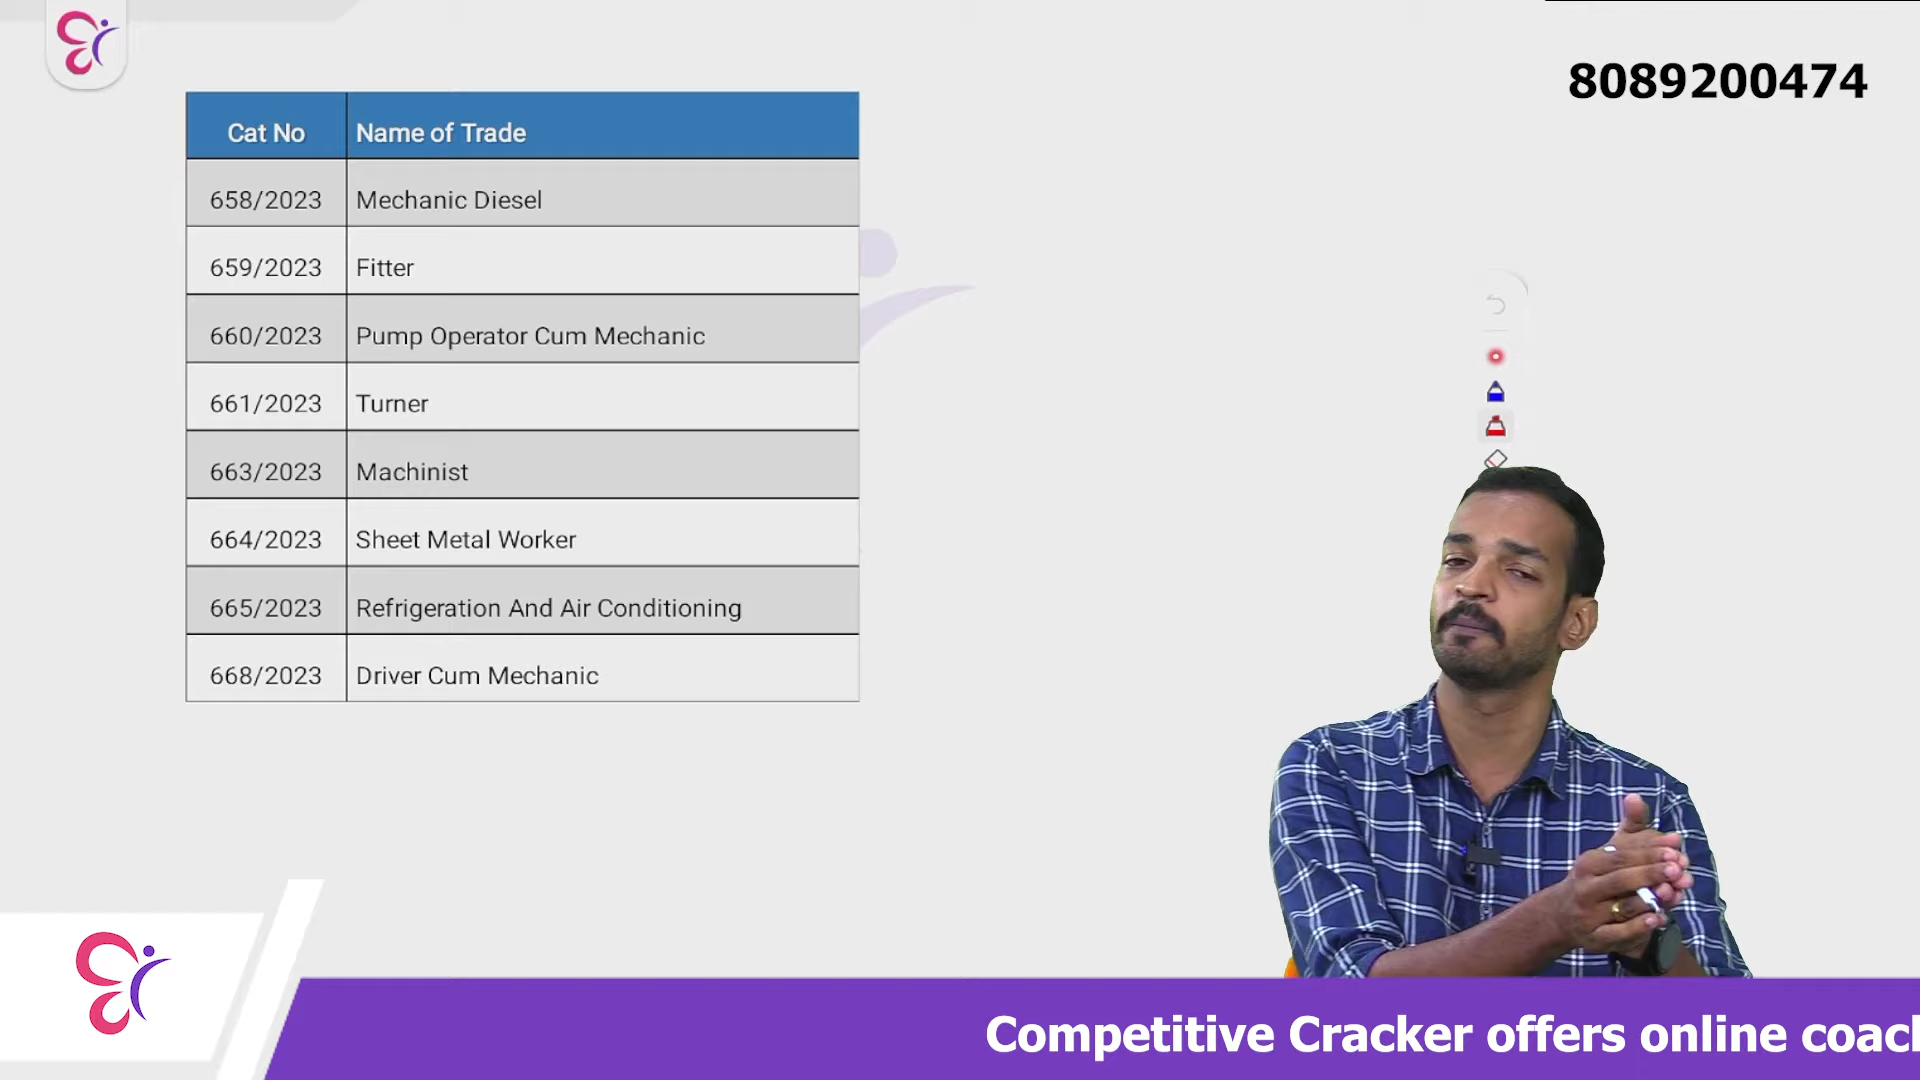 8089200474
Cat No Name of Trade
658/2023 Mechanic Diesel
659/2023 Fitter
660/2023 Pump Operator Cum Mechanic
661/2023 Turner
663/2023 Machinist
664/2023 Sheet Metal Worker
665/2023 Refrigeration And Air Conditioning
668/2023 Driver Cum Mechanic
Competitive Cracker offers online coach